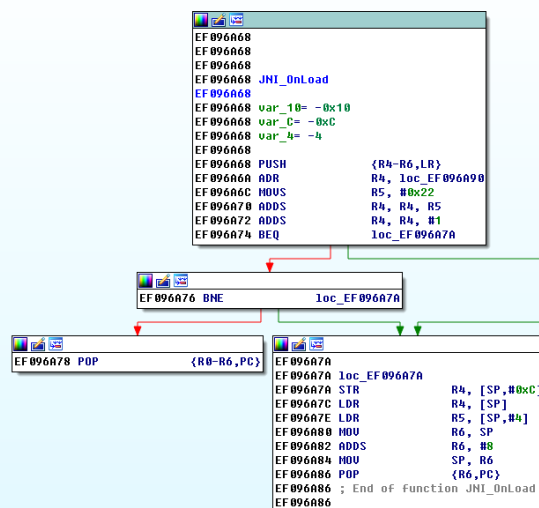 EF096A68
EF096A68
EF096A68
EF096A68 JNI_OnLoad
EF096A68
EF096A68 var_10= -0x10
EF096A68 var_C= -0xC
EF096A68 var_4= -4
EF096A68
EF096A68 PUSH {R4-R6,LR}
EF096A6A ADR R4, loc_EF096A90
EF096A6C MOVS R5, #0x22
EF096A70 ADDS R4, R4, R5
EF096A72 ADDS R4, R4, #1
EF096A74 BEQ loc_EF096A7A
EF096A76 BNE loc_EF096A7A
EF096A78 POP {R0-R6,PC}
EF096A7A
EF096A7A loc_EF096A7A
EF096A7A STR R4, [SP,#0xC]
EF096A7C LDR R4, [SP]
EF096A7E LDR R5, [SP,#4]
EF096A80 MOV R6, SP
EF096A82 ADDS R6, #8
EF096A84 MOV SP, R6
EF096A86 POP {R6,PC}
EF096A86 ; End of function JNI_OnLoad
EF096A86